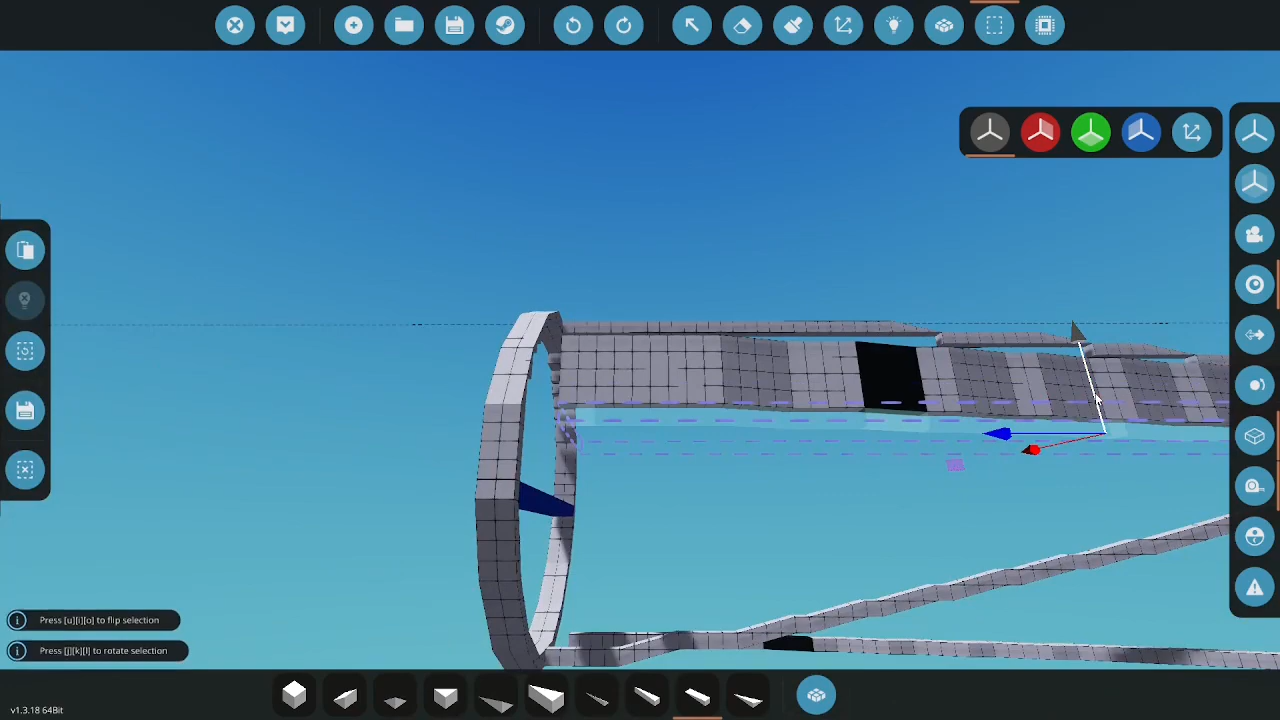 Press [u][i][o] to flip selection
Press [j][k][l] to rotate selection
v1.3.18 64Bit